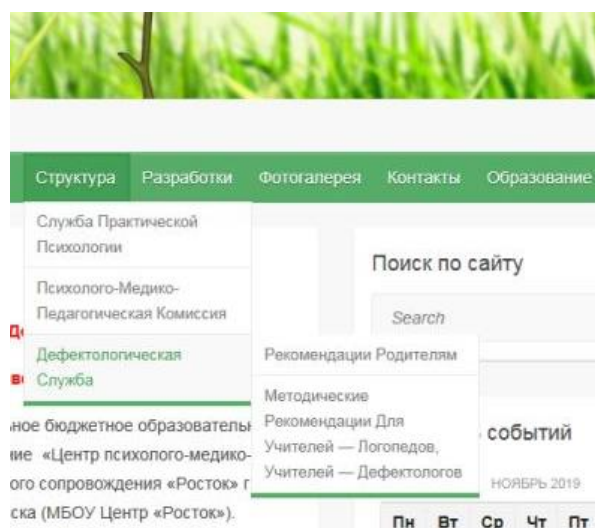 Структура Разработки Фотогалерея Контакты Образование
Служба Практической
Психологии
Психолого-Медико-
Педагогическая Комиссия
Дефектологическая
Служба
Рекомендации Родителям
Методические
Рекомендации Для
Учителей — Логопедов,
Учителей — Дефектологов
Поиск по сайту
Search
событий
НОЯБРЬ 2019
Пн Вт Ср Чт Пт
ное бюджетное образователь
ние «Центр психолого-медико-
ого сопровождения «Росток» г
ска (МБОУ Центр «Росток»).